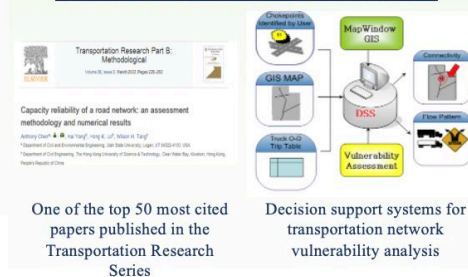 ELSEVIER
Transportation Research Part B:
Methodological
Capacity reliability of a road network: an assessment
methodology and numerical results
One of the top 50 most cited
papers published in the
Transportation Research
Series
Chokepoints
Identified by User
GIS MAP
Truck O-D
Trip Table
MapWindow
GIS
DSS
Vulnerability
Assessment
Connectivity
Flow Pattern
Decision support systems for
transportation network
vulnerability analysis